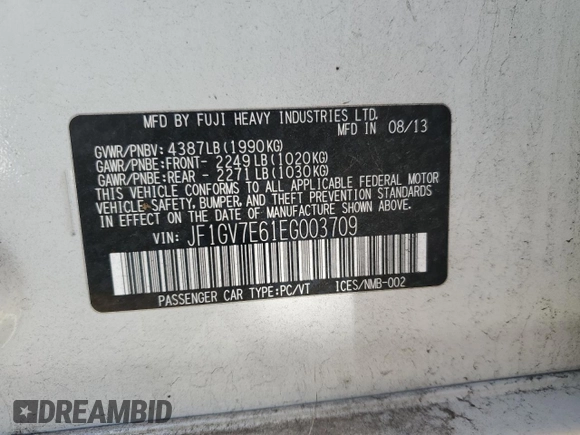 MFD BY FUJI HEAVY INDUSTRIES LTD.
MFD IN 08/13
GVWR/PNBV: 4387LB(1990KG)
GAWR/PNBE:FRONT- 2249LB(1020KG)
GAWR/PNBE:REAR - 2271LB(1030KG)
THIS VEHICLE CONFORMS TO ALL APPLICABLE FEDERAL MOTOR
VEHICLE SAFETY, BUMPER, AND THEFT PREVENTION STANDARDS
IN EFFECT ON THE DATE OF MANUFACTURE SHOWN ABOVE.
VIN: JF1GV7E61EG003709
PASSENGER CAR TYPE:PC/VT ICES/NMB-002
DREAMBID